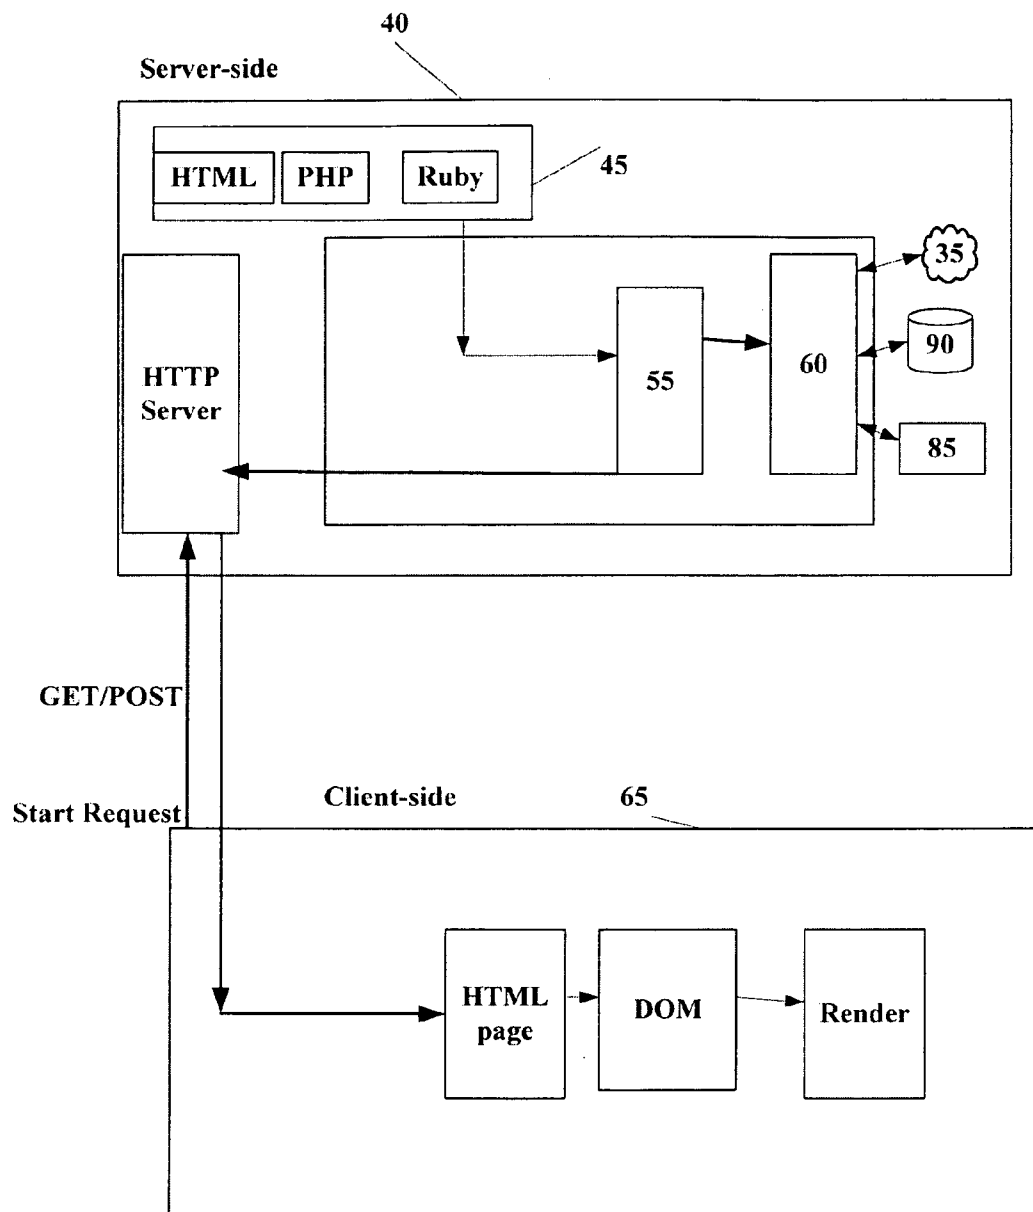 40
Server-side
45
HTML
PHP
Ruby
35
HTTP
Server
55
60
90
85
GET/POST
Start Request
Client-side
65
HTML
page
DOM
Render